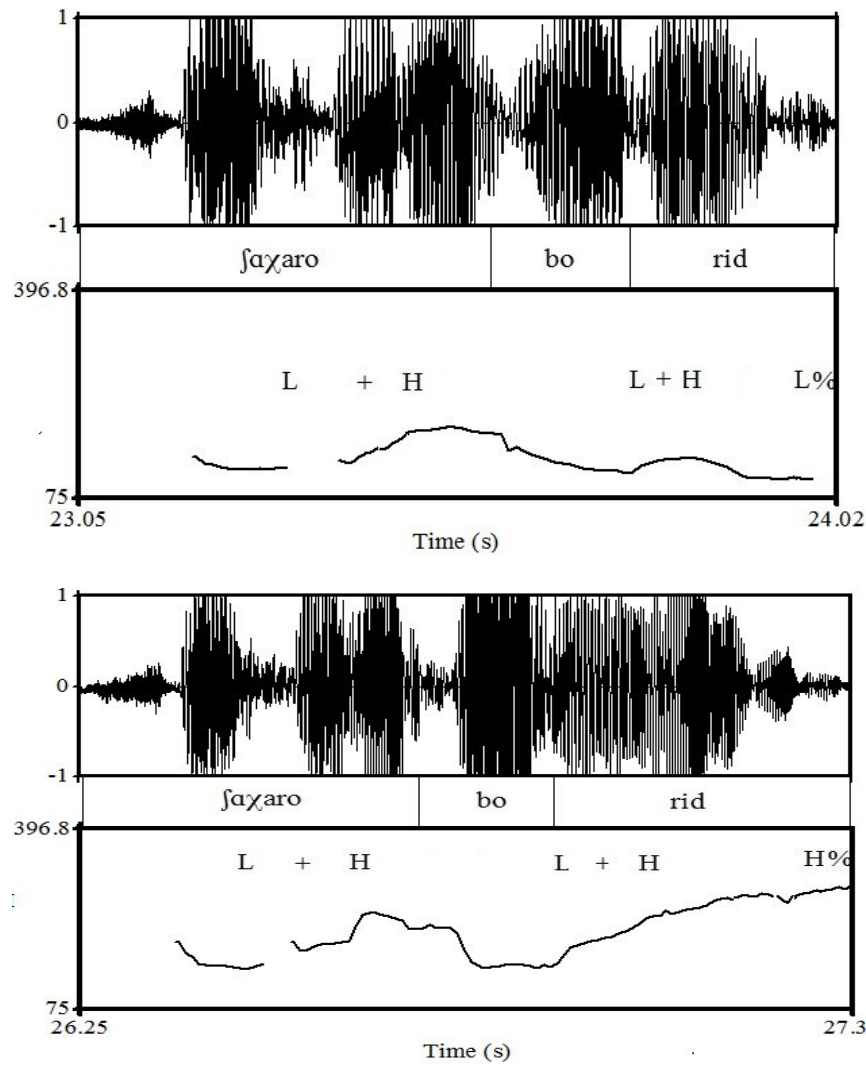 1
0
-1
ʃɑχaro bo rid
396.8
L + H L + H L%
75
23.05 24.02
Time (s)
1
0
-1
ʃɑχaro bo rid
396.8
L + H L + H H%
75
26.25 27.3
Time (s)